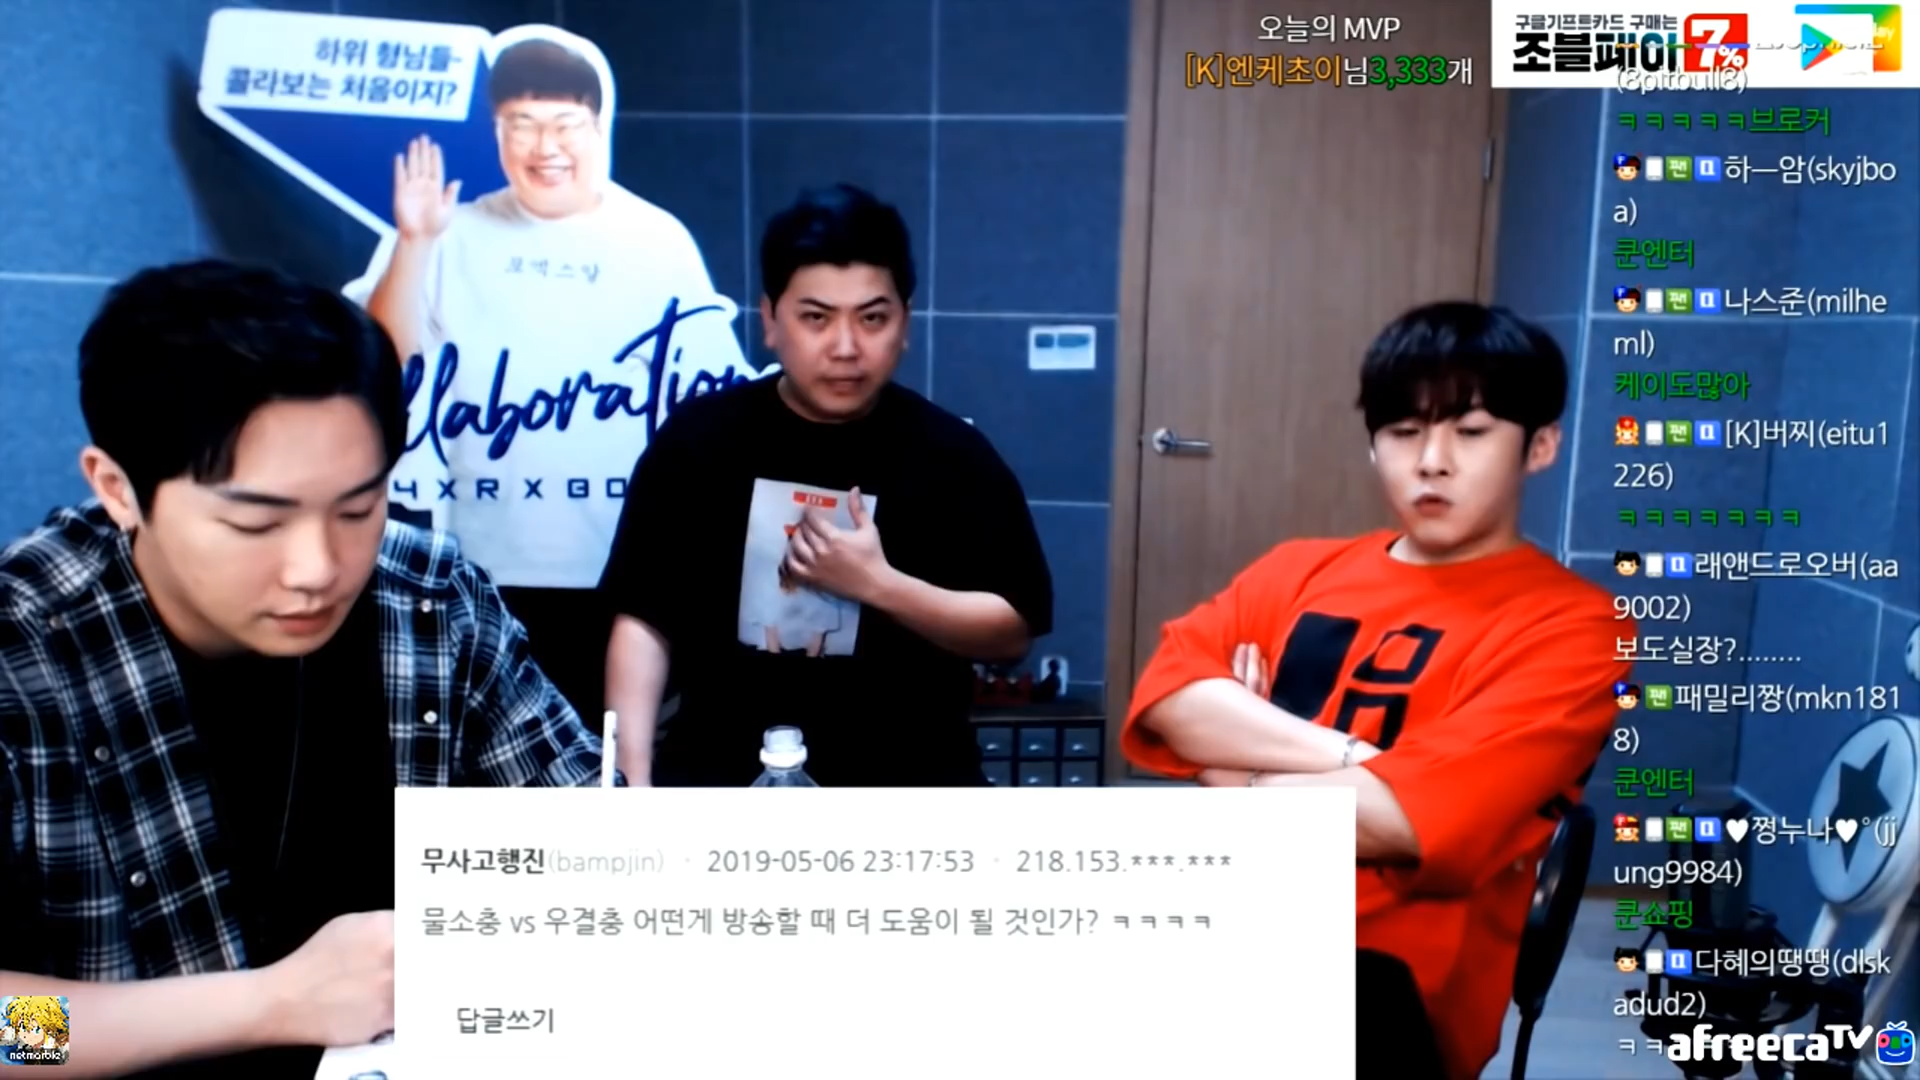 하위 형님들~
콜라보는 처음이지?
로맥스맘
llaboration
4XRXBO
오늘의 MVP
[K]엔케초이님3,333개
구글기프트카드 구매는
조블페이 7%
(8pitbull8)
ㅋㅋㅋㅋㅋ브로커
하—암(skyjbo
a)
쿤엔터
나스준(milhe
ml)
케이도많아
[K]버찌(eitu1
226)
ㅋㅋㅋㅋㅋㅋㅋ
래앤드로오버(aa
9002)
보도실장?........
패밀리짱(mkn181
8)
쿤엔터
♥쩡누나♥°(jj
ung9984)
쿤쇼핑
다혜의땡땡(dlsk
adud2)
ㅋㅋ
afreecaTV
무사고행진(bampjin) · 2019-05-06 23:17:53 · 218.153.***.***
물소충 vs 우결충 어떤게 방송할 때 더 도움이 될 것인가? ㅋㅋㅋㅋ
답글쓰기
netmarble